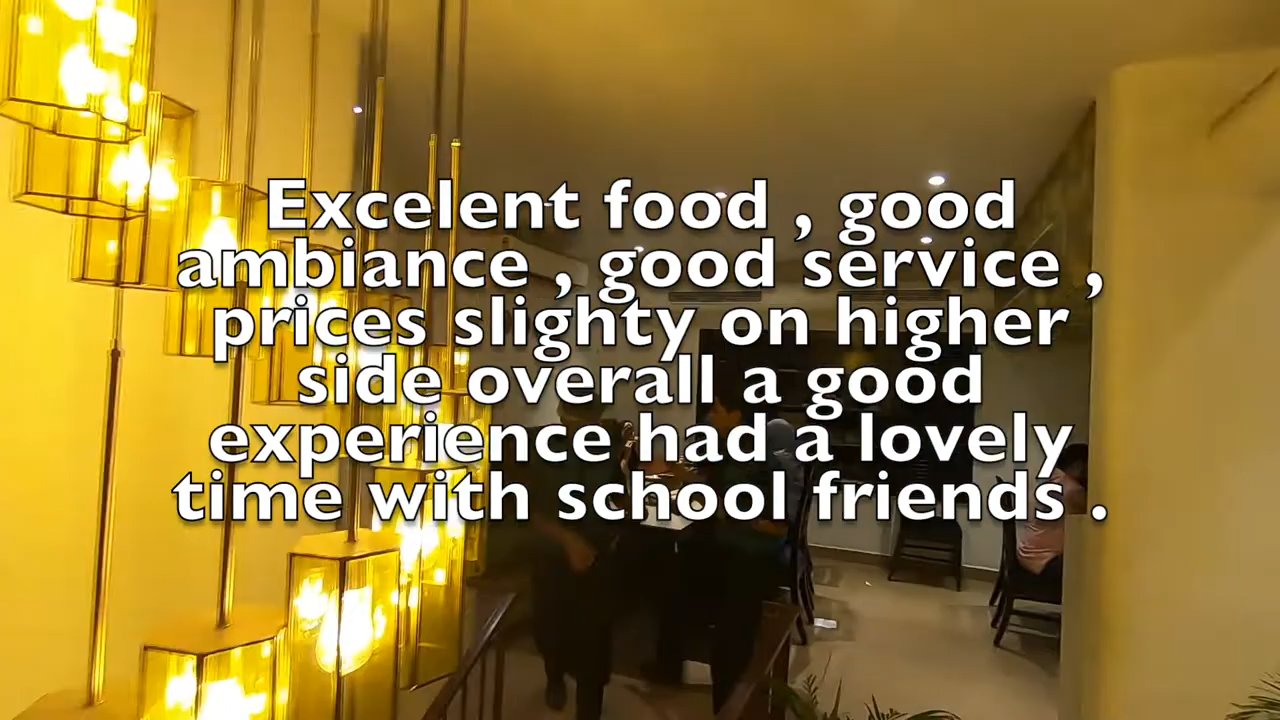 Excelent food , good
ambiance , good service ,
prices slighty on higher
side overall a good
experience had a lovely
time with school friends .